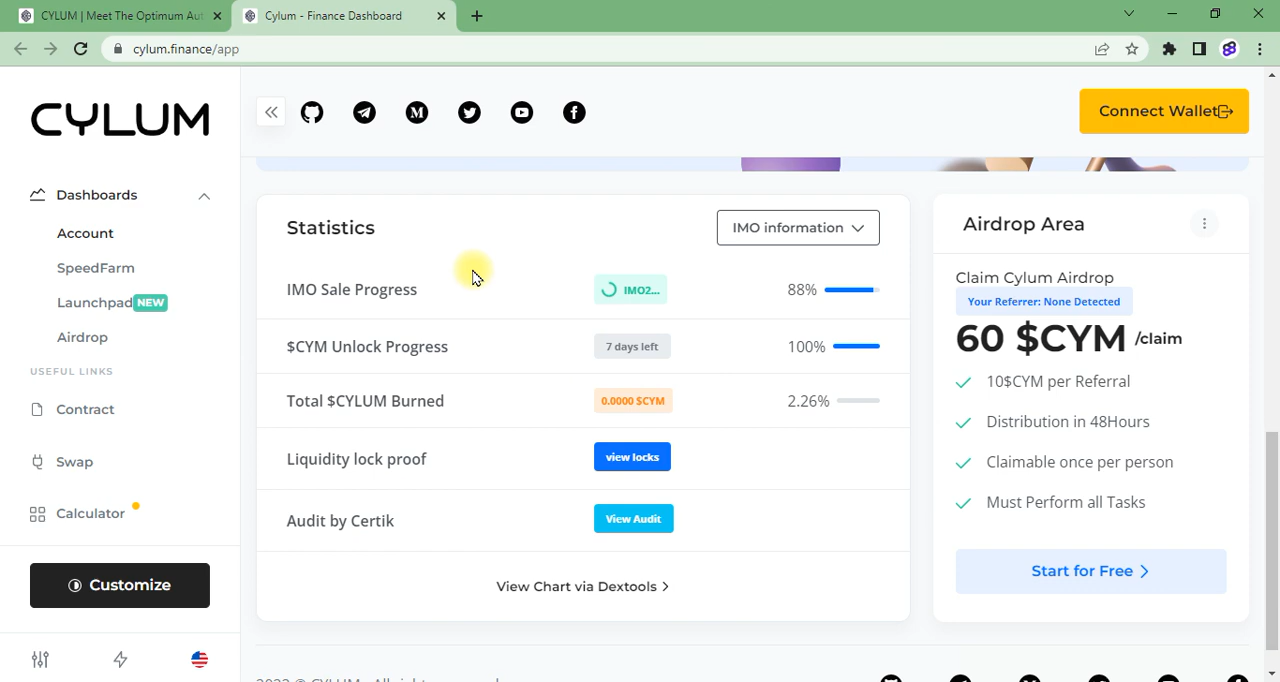 CYLUM | Meet The Optimum Aut
Cylum - Finance Dashboard
cylum.finance/app
CYLUM
Connect Wallet
Dashboards
Account
SpeedFarm
Launchpad NEW
Airdrop
USEFUL LINKS
Contract
Swap
Calculator
Customize
Statistics
IMO information
IMO Sale Progress
IMO2...
88%
$CYM Unlock Progress
7 days left
100%
Total $CYLUM Burned
0.0000 $CYM
2.26%
Liquidity lock proof
view locks
Audit by Certik
View Audit
View Chart via Dextools >
Airdrop Area
Claim Cylum Airdrop
Your Referrer: None Detected
60 $CYM /claim
10$CYM per Referral
Distribution in 48Hours
Claimable once per person
Must Perform all Tasks
Start for Free